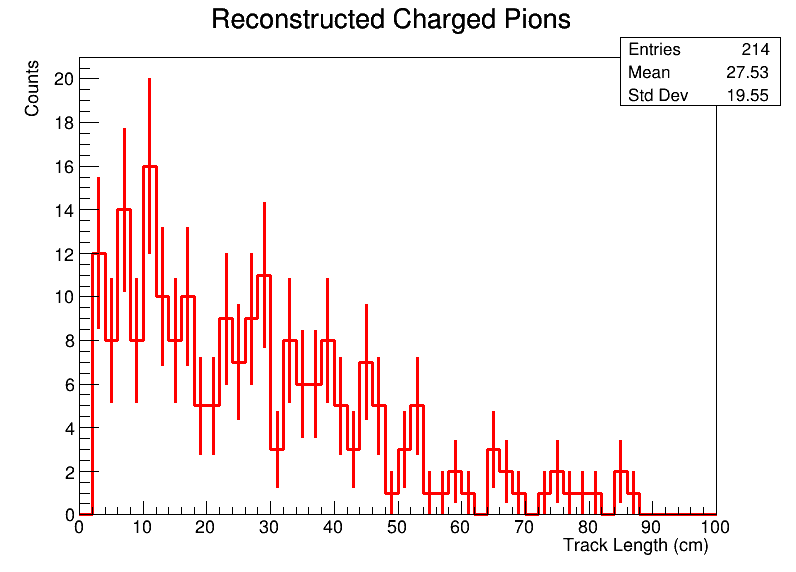 Reconstructed Charged Pions
Entries 214
Mean 27.53
Std Dev 19.55
Counts
20
18
16
14
12
10
8
6
4
2
0
0 10 20 30 40 50 60 70 80 90 100
Track Length (cm)